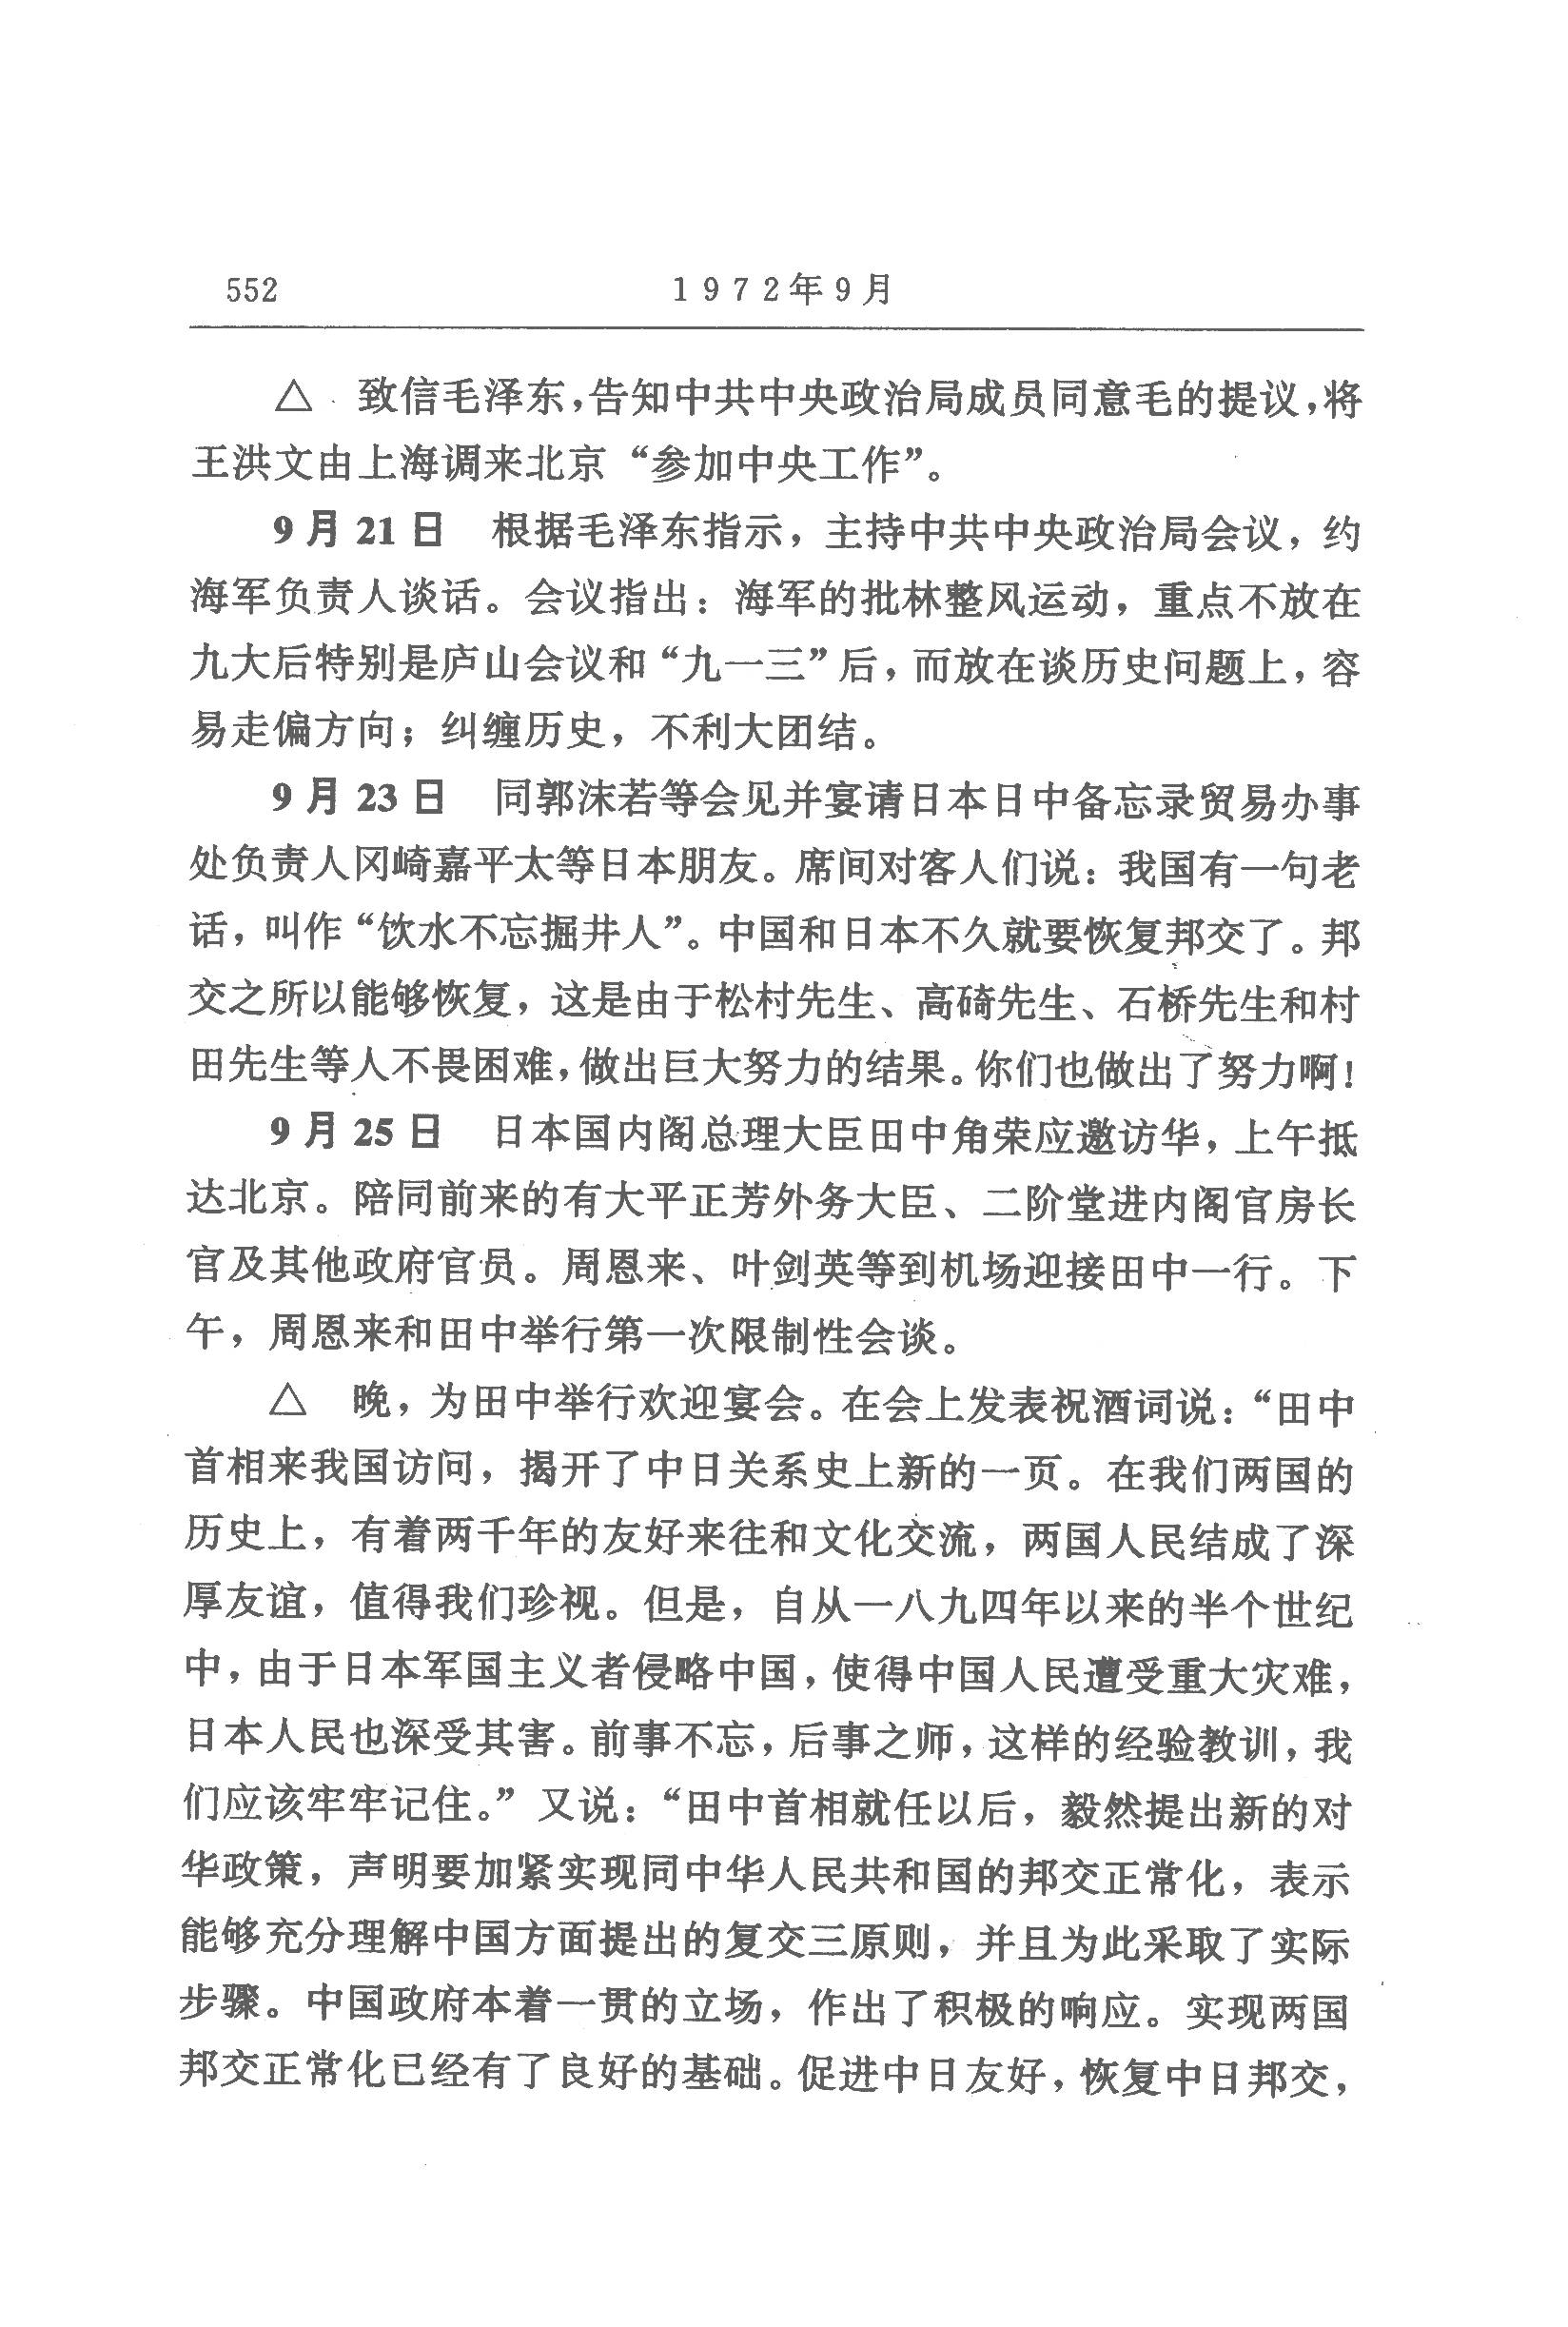 552
1972年9月
△ 致信毛泽东，告知中共中央政治局成员同意毛的提议，将
王洪文由上海调来北京“参加中央工作”。
9月21日 根据毛泽东指示，主持中共中央政治局会议，约
海军负责人谈话。会议指出：海军的批林整风运动，重点不放在
九大后特别是庐山会议和“九一三”后，而放在谈历史问题上，容
易走偏方向；纠缠历史，不利大团结。
9月23日 同郭沫若等会见并宴请日本日中备忘录贸易办事
处负责人冈崎嘉平太等日本朋友。席间对客人们说：我国有一句老
话，叫作“饮水不忘掘井人”。中国和日本不久就要恢复邦交了。邦
交之所以能够恢复，这是由于松村先生、高碕先生、石桥先生和村
田先生等人不畏困难，做出巨大努力的结果。你们也做出了努力啊！
9月25日 日本国内阁总理大臣田中角荣应邀访华，上午抵
达北京。陪同前来的有大平正芳外务大臣、二阶堂进内阁官房长
官及其他政府官员。周恩来、叶剑英等到机场迎接田中一行。下
午，周恩来和田中举行第一次限制性会谈。
△ 晚，为田中举行欢迎宴会。在会上发表祝酒词说：“田中
首相来我国访问，揭开了中日关系史上新的一页。在我们两国的
历史上，有着两千年的友好来往和文化交流，两国人民结成了深
厚友谊，值得我们珍视。但是，自从一八九四年以来的半个世纪
中，由于日本军国主义者侵略中国，使得中国人民遭受重大灾难，
日本人民也深受其害。前事不忘，后事之师，这样的经验教训，我
们应该牢牢记住。”又说：“田中首相就任以后，毅然提出新的对
华政策，声明要加紧实现同中华人民共和国的邦交正常化，表示
能够充分理解中国方面提出的复交三原则，并且为此采取了实际
步骤。中国政府本着一贯的立场，作出了积极的响应。实现两国
邦交正常化已经有了良好的基础。促进中日友好，恢复中日邦交，